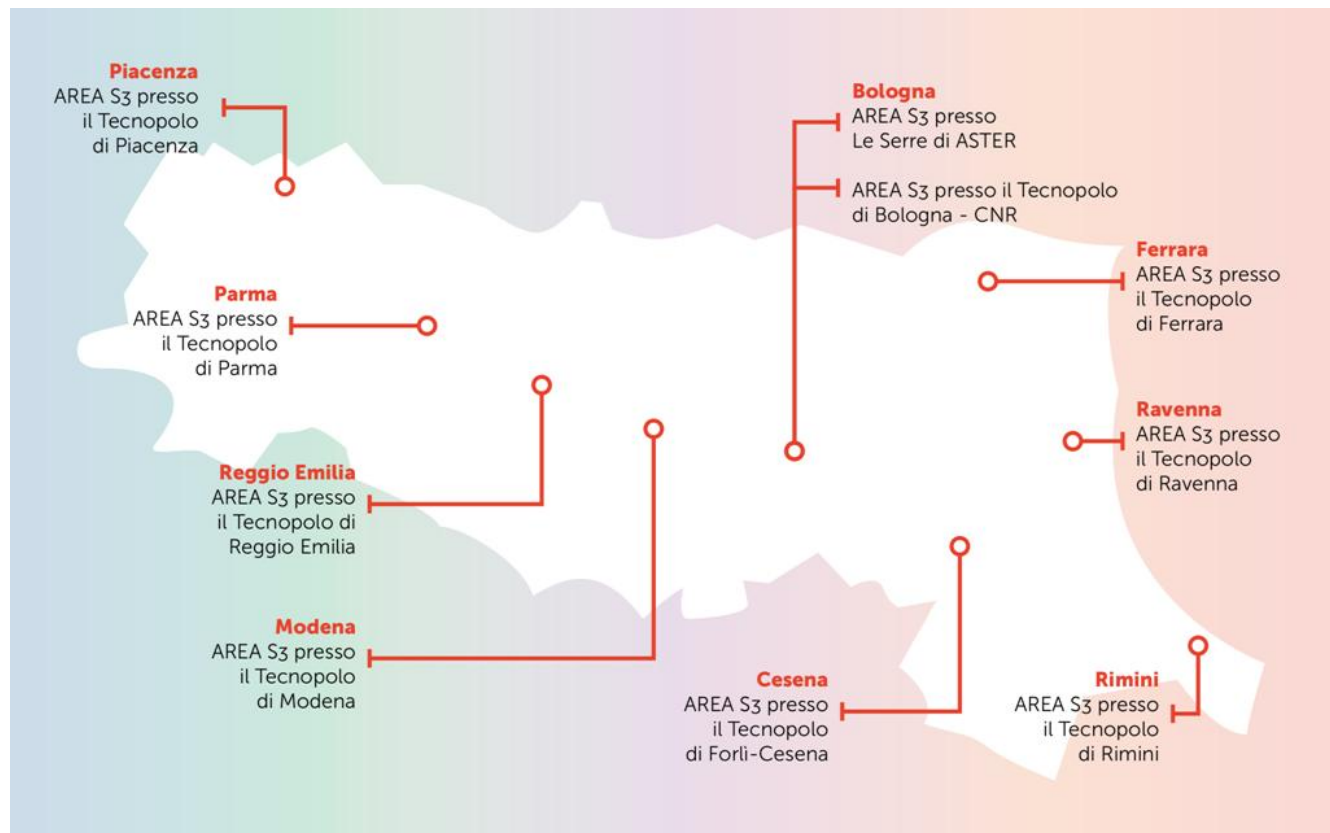 Piacenza
AREA S3 presso
il Tecnopolo
di Piacenza
Bologna
AREA S3 presso
Le Serre di ASTER
AREA S3 presso il Tecnopolo
di Bologna - CNR
Ferrara
AREA S3 presso
il Tecnopolo
di Ferrara
Parma
AREA S3 presso
il Tecnopolo
di Parma
Ravenna
AREA S3 presso
il Tecnopolo
di Ravenna
Reggio Emilia
AREA S3 presso
il Tecnopolo di
Reggio Emilia
Modena
AREA S3 presso
il Tecnopolo
di Modena
Cesena
AREA S3 presso
il Tecnopolo
di Forlì-Cesena
Rimini
AREA S3 presso
il Tecnopolo
di Rimini